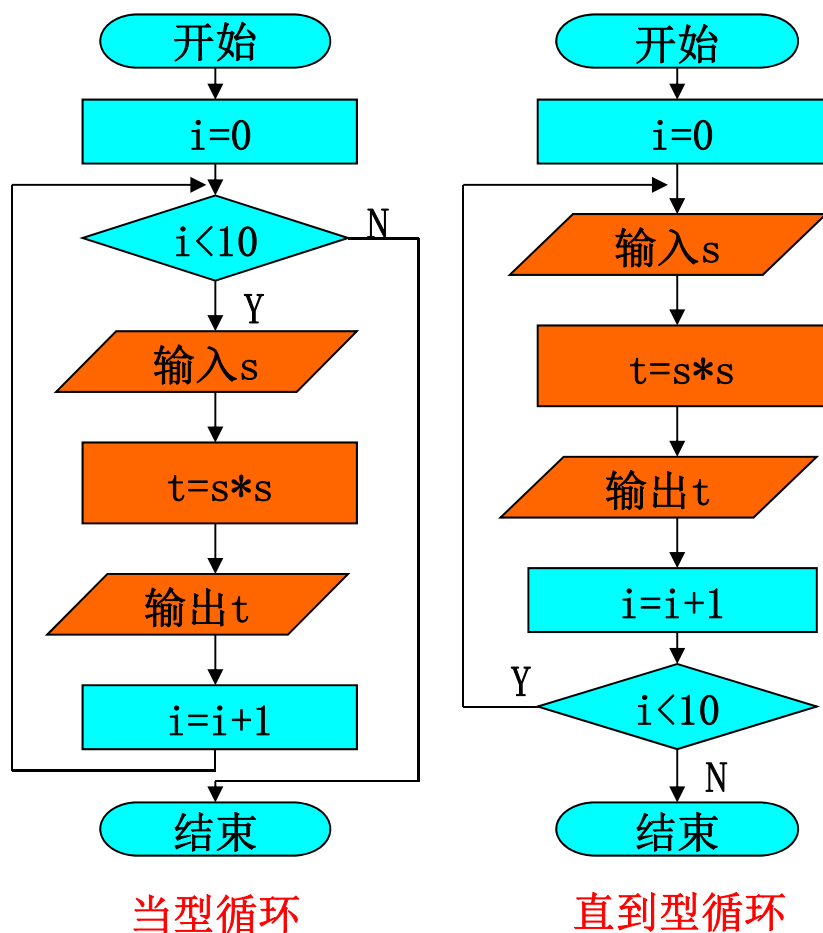 开始
i=0
i<10
N
Y
输入s
t=s*s
输出t
i=i+1
结束
当型循环
开始
i=0
输入s
t=s*s
输出t
i=i+1
Y
i<10
N
结束
直到型循环